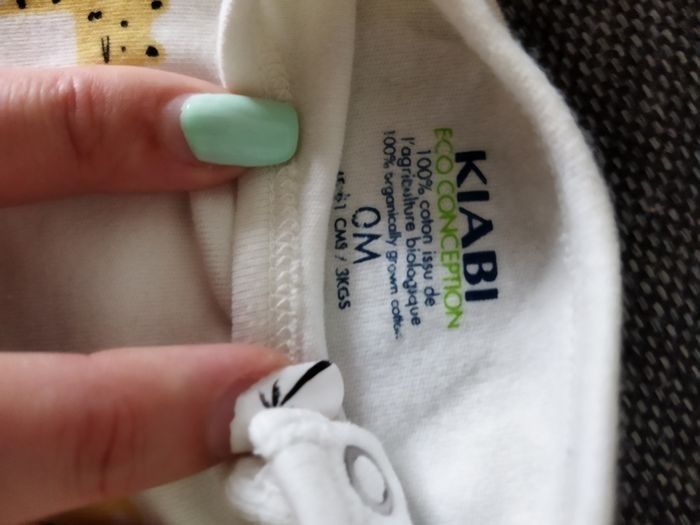 KIABI
ECO CONCEPTION
100% coton issu de
l'agriculture biologique
100% organically grown cotton
0M
CMS / 3KGS